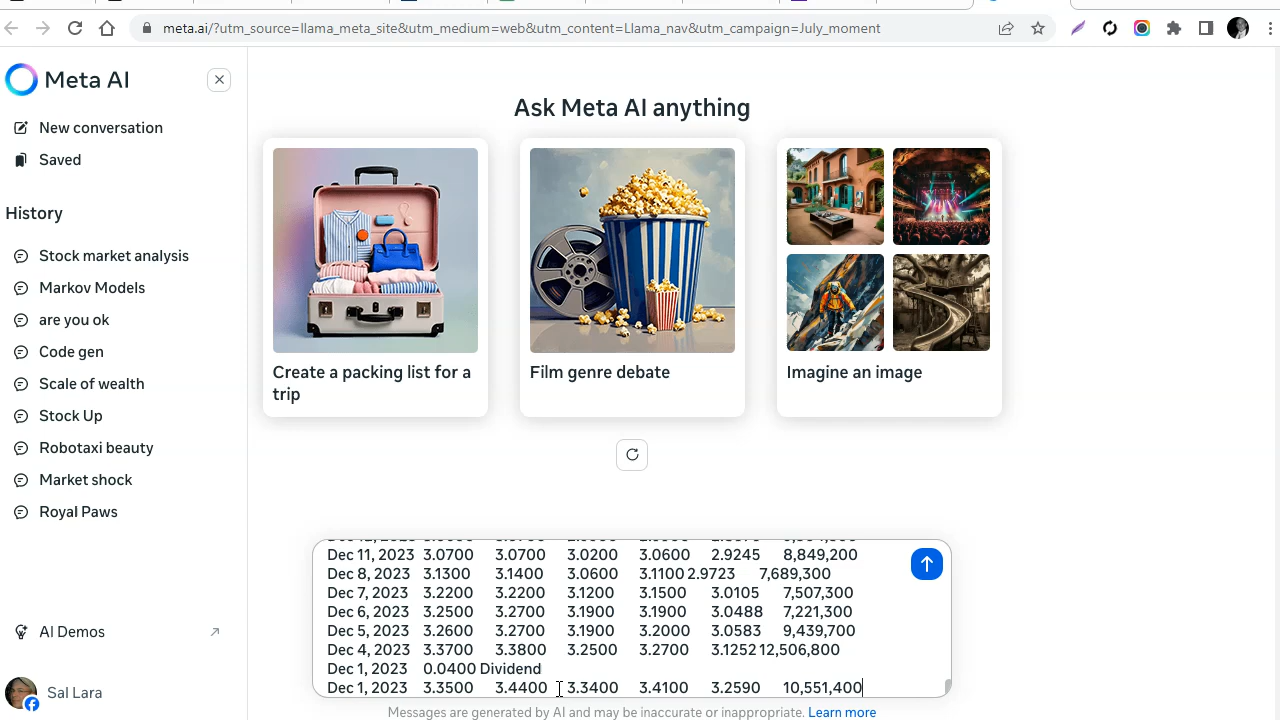 meta.ai/?utm_source=llama_meta_site&utm_medium=web&utm_content=Llama_nav&utm_campaign=July_moment
Meta AI
New conversation
Saved
History
Stock market analysis
Markov Models
are you ok
Code gen
Scale of wealth
Stock Up
Robotaxi beauty
Market shock
Royal Paws
AI Demos
Sal Lara
Ask Meta AI anything
Create a packing list for a
trip
Film genre debate
Imagine an image
Dec 11, 2023 3.0700 3.0700 3.0200 3.0600 2.9245 8,849,200
Dec 8, 2023 3.1300 3.1400 3.0600 3.1100 2.9723 7,689,300
Dec 7, 2023 3.2200 3.2200 3.1200 3.1500 3.0105 7,507,300
Dec 6, 2023 3.2500 3.2700 3.1900 3.1900 3.0488 7,221,300
Dec 5, 2023 3.2600 3.2700 3.1900 3.2000 3.0583 9,439,700
Dec 4, 2023 3.3700 3.3800 3.2500 3.2700 3.1252 12,506,800
Dec 1, 2023 0.0400 Dividend
Dec 1, 2023 3.3500 3.4400 3.3400 3.4100 3.2590 10,551,400
Messages are generated by AI and may be inaccurate or inappropriate. Learn more